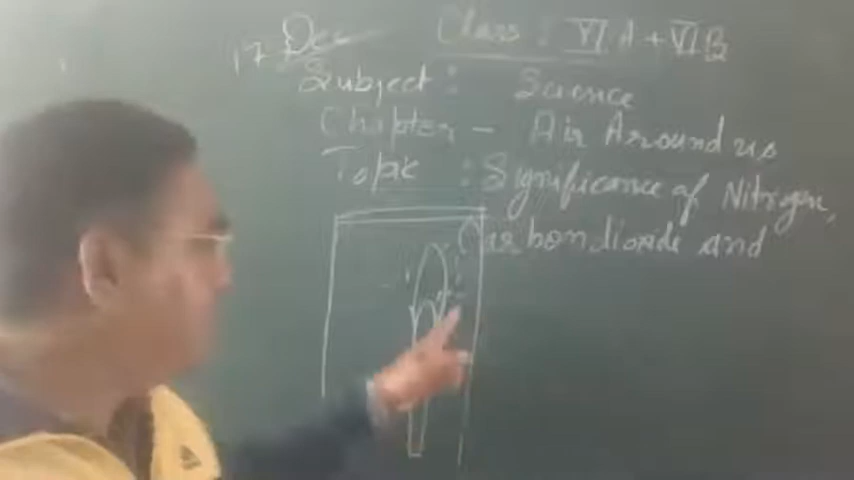 17 Dec Class : VI A + VI B
Subject : Science
Chapter - Air Around us
Topic : Significance of Nitrogen,
Carbondioxide and